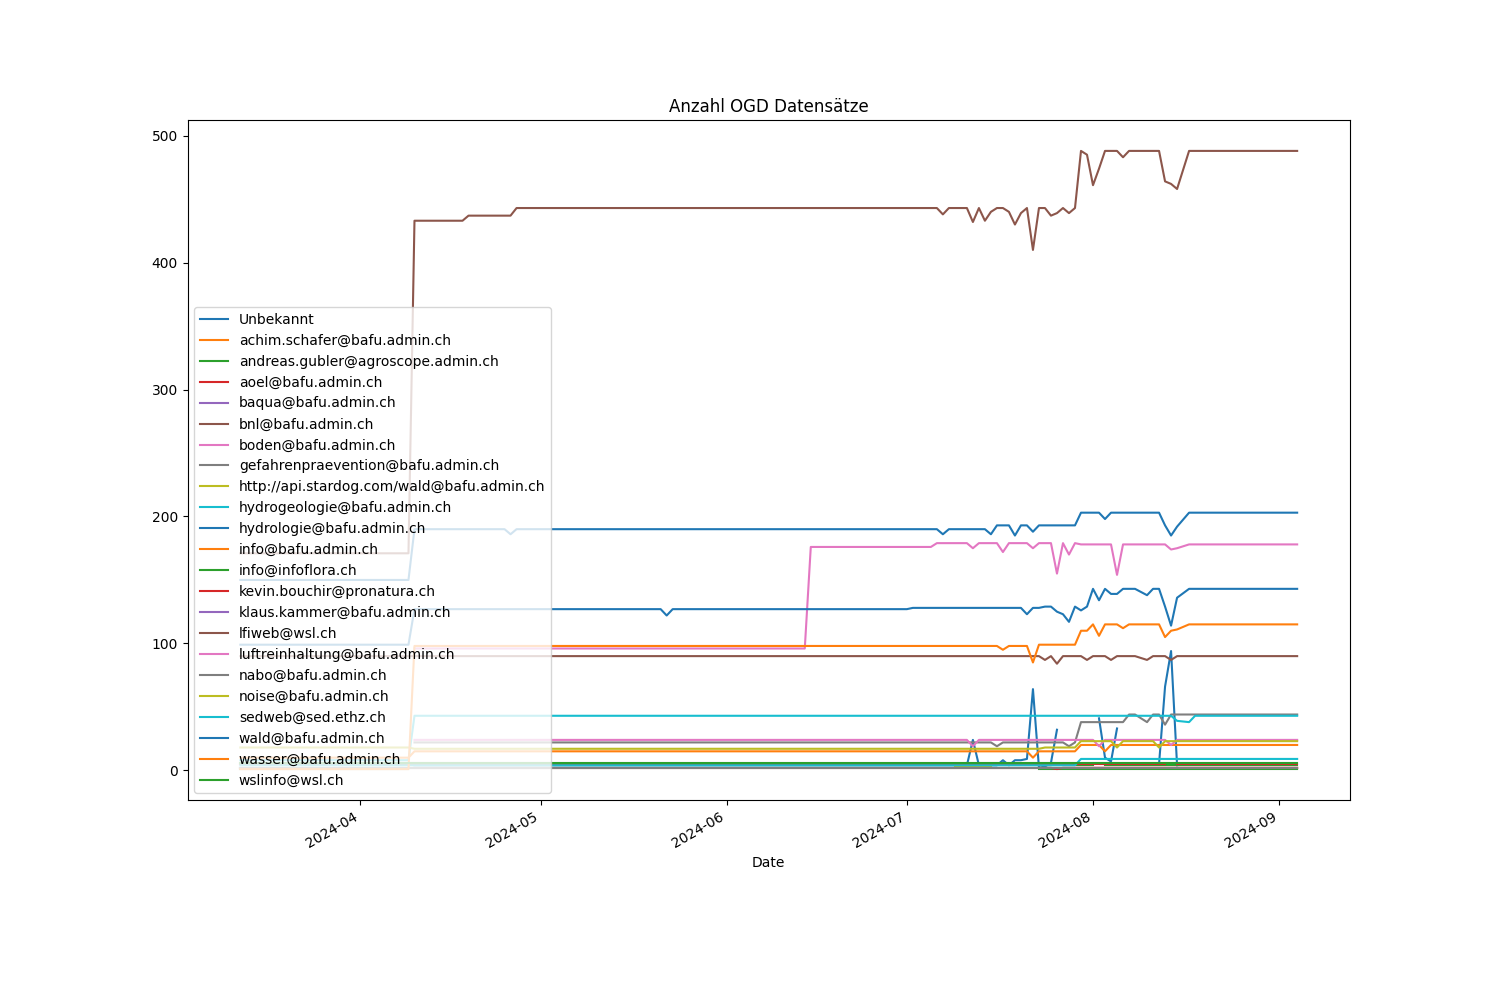 Anzahl OGD Datensätze
500
400
300
200
100
0
Unbekannt
achim.schafer@bafu.admin.ch
andreas.gubler@agroscope.admin.ch
aoel@bafu.admin.ch
baqua@bafu.admin.ch
bnl@bafu.admin.ch
boden@bafu.admin.ch
gefahrenpraevention@bafu.admin.ch
http://api.stardog.com/wald@bafu.admin.ch
hydrogeologie@bafu.admin.ch
hydrologie@bafu.admin.ch
info@bafu.admin.ch
info@infoflora.ch
kevin.bouchir@pronatura.ch
klaus.kammer@bafu.admin.ch
lfiweb@wsl.ch
luftreinhaltung@bafu.admin.ch
nabo@bafu.admin.ch
noise@bafu.admin.ch
sedweb@sed.ethz.ch
wald@bafu.admin.ch
wasser@bafu.admin.ch
wslinfo@wsl.ch
2024-04
2024-05
2024-06
2024-07
2024-08
2024-09
Date